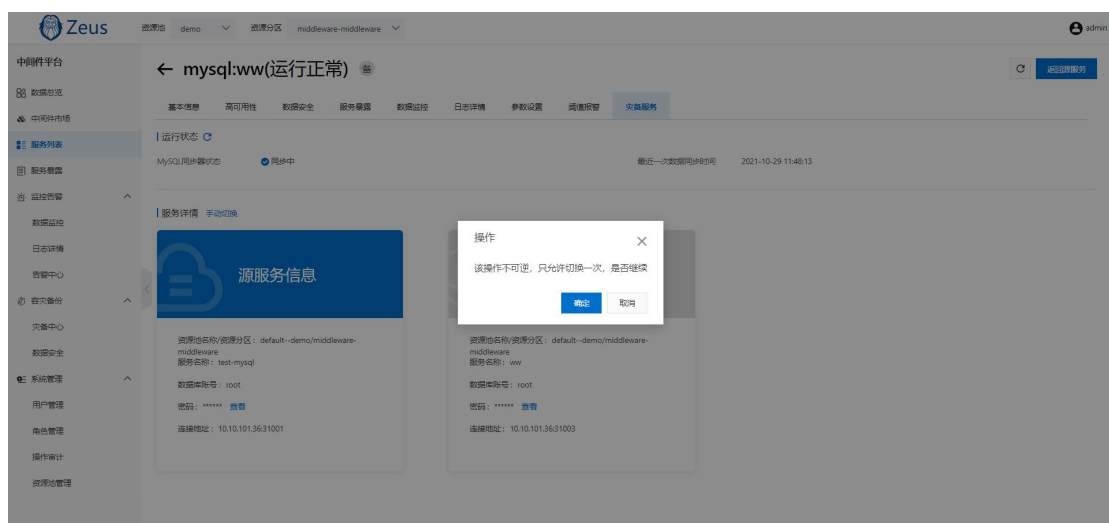 Zeus
资源池 demo 资源分区 middleware-middleware
admin
中间件平台
mysql:ww(运行正常) 备
返回源服务
数据总览
基本信息 高可用性 数据安全 服务暴露 数据监控 日志详情 参数设置 阈值报警 灾备服务
中间件市场
运行状态
服务列表
MySQL同步器状态 同步中 最近一次数据同步时间 2021-10-29 11:48:13
服务暴露
监控告警
服务详情 手动切换
数据监控
日志详情
告警中心
容灾备份
灾备中心
数据安全
系统管理
用户管理
角色管理
操作审计
资源池管理
源服务信息
资源池名称/资源分区：default--demo/middleware-
middleware
服务名称：test-mysql
数据库账号：root
密码：****** 查看
连接地址：10.10.101.36:31001
操作
该操作不可逆，只允许切换一次，是否继续
确定 取消
资源池名称/资源分区：default--demo/middleware-
middleware
服务名称：ww
数据库账号：root
密码：****** 查看
连接地址：10.10.101.36:31003